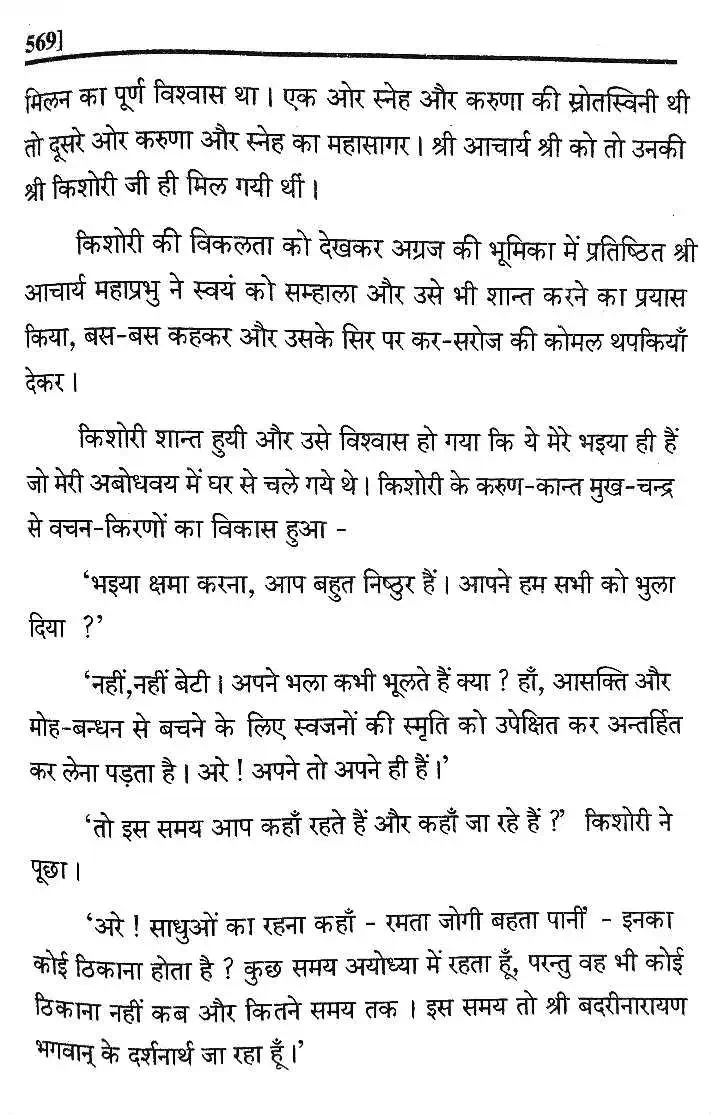 569]
मिलन का पूर्ण विश्वास था। एक ओर स्नेह और करुणा की स्रोतस्विनी थी
तो दूसरे ओर करुणा और स्नेह का महासागर। श्री आचार्य श्री को तो उनकी
श्री किशोरी जी ही मिल गयी थीं।
किशोरी की विकलता को देखकर अग्रज की भूमिका में प्रतिष्ठित श्री
आचार्य महाप्रभु ने स्वयं को सम्हाला और उसे भी शान्त करने का प्रयास
किया, बस-बस कहकर और उसके सिर पर कर-सरोज की कोमल थपकियाँ
देकर।
किशोरी शान्त हुयी और उसे विश्वास हो गया कि ये मेरे भइया ही हैं
जो मेरी अबोधवय में घर से चले गये थे। किशोरी के करुण-कान्त मुख-चन्द्र
से वचन-किरणों का विकास हुआ -
‘भइया क्षमा करना, आप बहुत निष्ठुर हैं। आपने हम सभी को भुला
दिया ?’
‘नहीं,नहीं बेटी। अपने भला कभी भूलते हैं क्या ? हाँ, आसक्ति और
मोह-बन्धन से बचने के लिए स्वजनों की स्मृति को उपेक्षित कर अन्तर्हित
कर लेना पड़ता है। अरे ! अपने तो अपने ही हैं।’
‘तो इस समय आप कहाँ रहते हैं और कहाँ जा रहे हैं ?’ किशोरी ने
पूछा।
‘अरे ! साधुओं का रहना कहाँ - रमता जोगी बहता पानीं - इनका
कोई ठिकाना होता है ? कुछ समय अयोध्या में रहता हूँ, परन्तु वह भी कोई
ठिकाना नहीं कब और कितने समय तक । इस समय तो श्री बदरीनारायण
भगवान् के दर्शनार्थ जा रहा हूँ।’